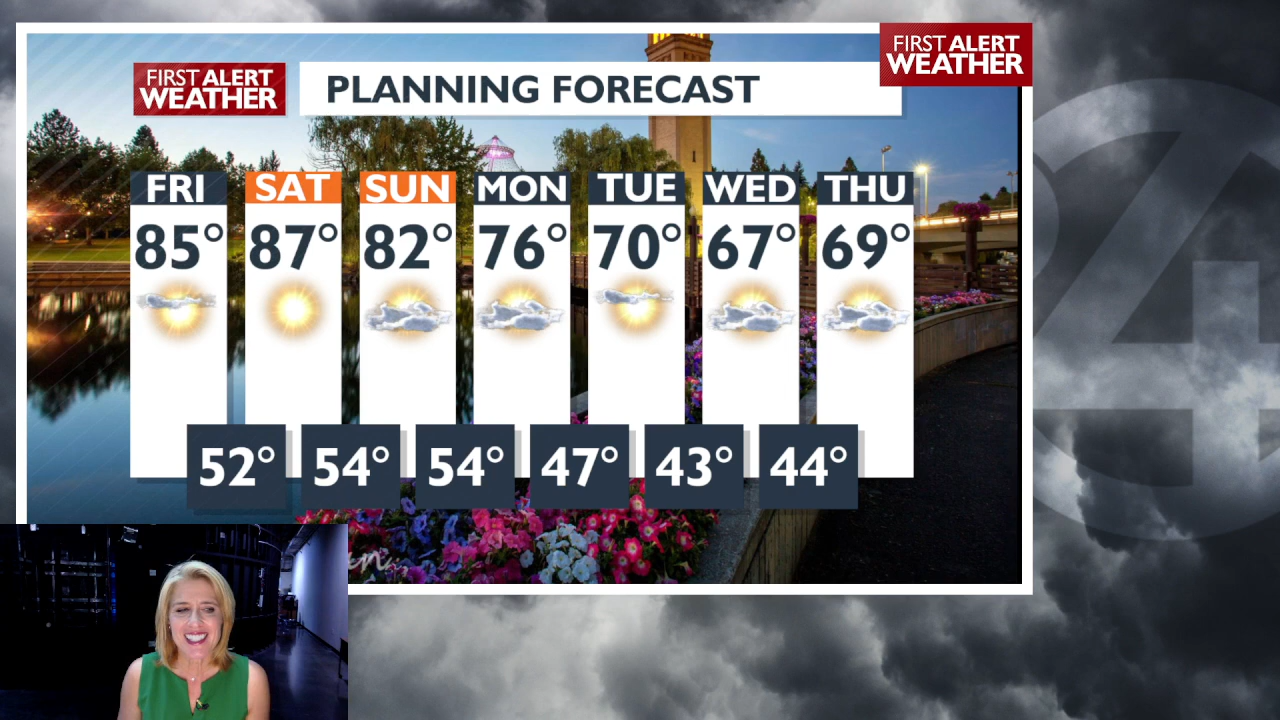 FIRST ALERT
WEATHER
PLANNING FORECAST
FIRST ALERT
WEATHER
FRI SAT SUN MON TUE WED THU
85° 87° 82° 76° 70° 67° 69°
52° 54° 54° 47° 43° 44°
4